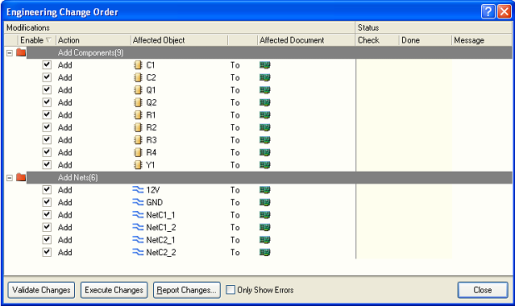 Engineering Change Order
Modifications Status
Enable Action Affected Object Affected Document Check Done Message
Add Components(9)
Add C1 To
Add C2 To
Add Q1 To
Add Q2 To
Add R1 To
Add R2 To
Add R3 To
Add R4 To
Add Y1 To
Add Nets(6)
Add 12V To
Add GND To
Add NetC1_1 To
Add NetC1_2 To
Add NetC2_1 To
Add NetC2_2 To
Validate Changes Execute Changes Report Changes... Only Show Errors Close